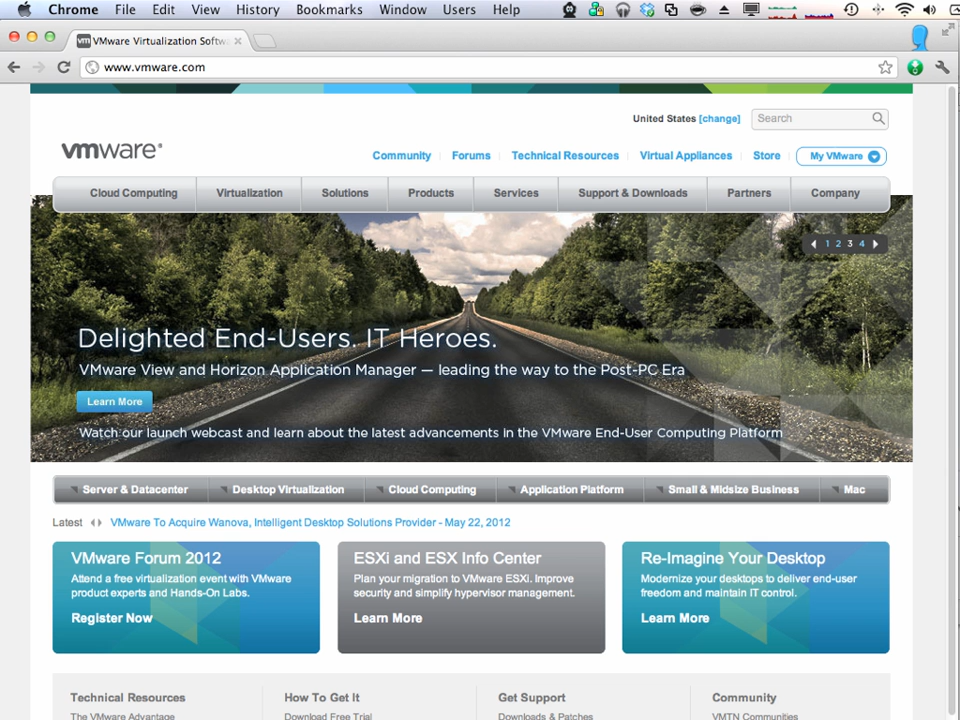 Chrome File Edit View History Bookmarks Window Users Help
vm VMware Virtualization Softw
www.vmware.com
United States [change] Search
vmware®
Community Forums Technical Resources Virtual Appliances Store My VMware
Cloud Computing Virtualization Solutions Products Services Support & Downloads Partners Company
1 2 3 4
Delighted End-Users. IT Heroes.
VMware View and Horizon Application Manager — leading the way to the Post-PC Era
Learn More
Watch our launch webcast and learn about the latest advancements in the VMware End-User Computing Platform
Server & Datacenter Desktop Virtualization Cloud Computing Application Platform Small & Midsize Business Mac
Latest VMware To Acquire Wanova, Intelligent Desktop Solutions Provider - May 22, 2012
VMware Forum 2012
Attend a free virtualization event with VMware
product experts and Hands-On Labs.
Register Now
ESXi and ESX Info Center
Plan your migration to VMware ESXi. Improve
security and simplify hypervisor management.
Learn More
Re-Imagine Your Desktop
Modernize your desktops to deliver end-user
freedom and maintain IT control.
Learn More
Technical Resources How To Get It Get Support Community
The VMware Advantage Download Free Trial Downloads & Patches VMTN Communities